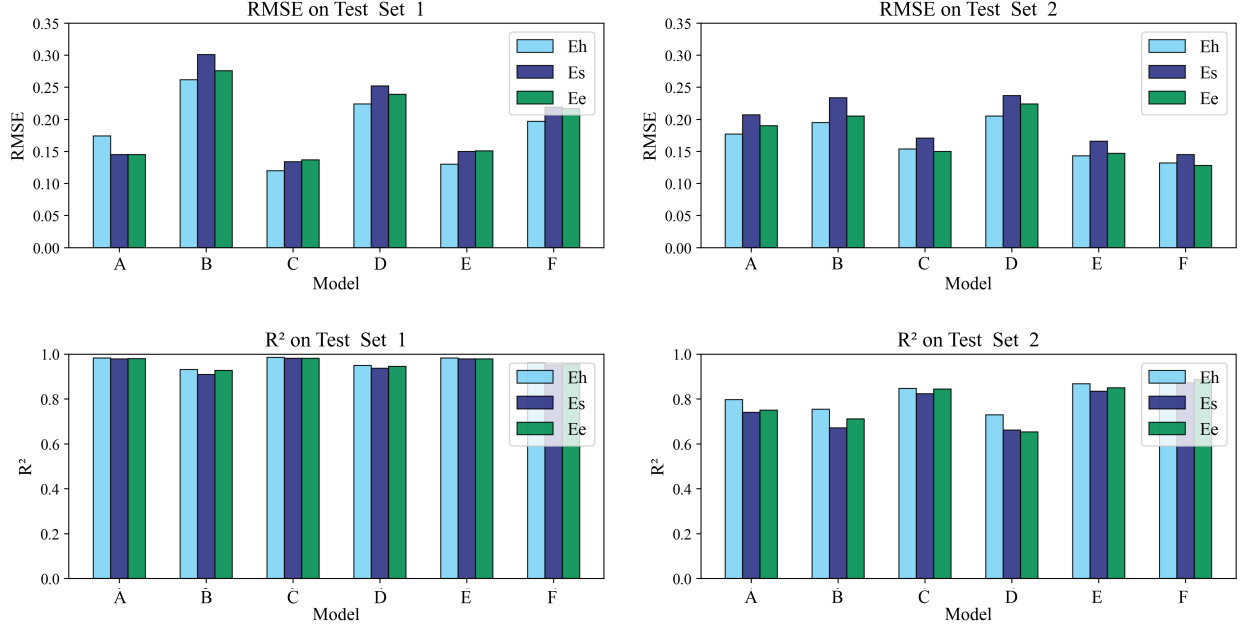 RMSE on Test Set 1
0.35
0.30
0.25
0.20
0.15
0.10
0.05
0.00
RMSE
Eh
Es
Ee
A B C D E F
Model
RMSE on Test Set 2
0.35
0.30
0.25
0.20
0.15
0.10
0.05
0.00
RMSE
Eh
Es
Ee
A B C D E F
Model
R² on Test Set 1
1.0
0.8
0.6
0.4
0.2
0.0
R²
Eh
Es
Ee
A B C D E F
Model
R² on Test Set 2
1.0
0.8
0.6
0.4
0.2
0.0
R²
Eh
Es
Ee
A B C D E F
Model